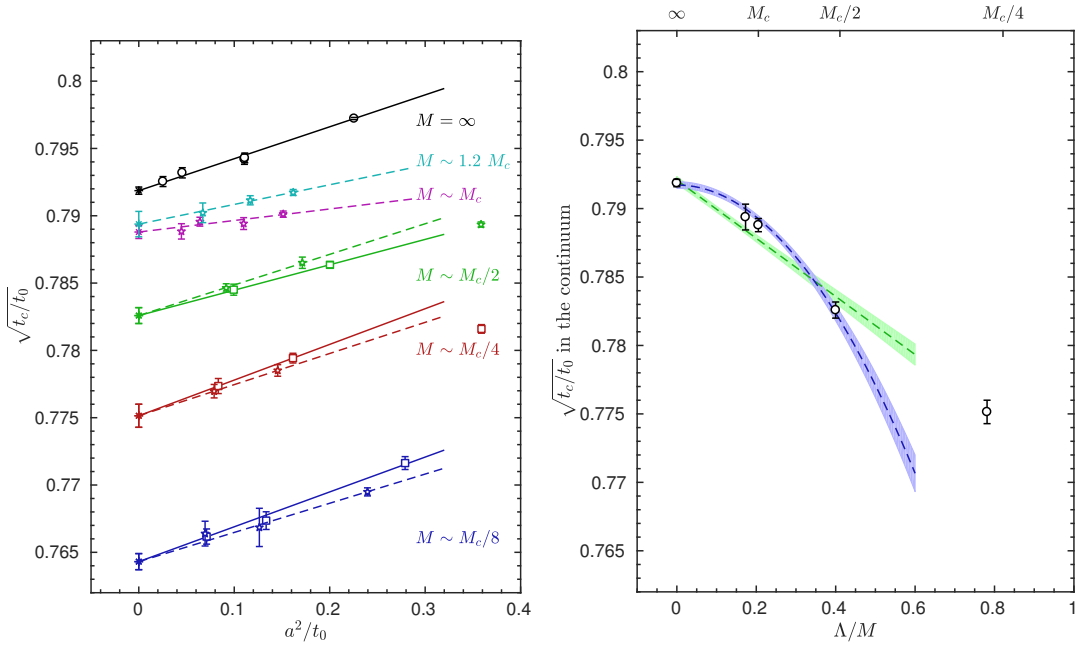 0.8
0.795
0.79
0.785
0.78
0.775
0.77
0.765
√t_c/t_0
0 0.1 0.2 0.3 0.4
a²/t_0
M = ∞
M ∼ 1.2 M_c
M ∼ M_c
M ∼ M_c/2
M ∼ M_c/4
M ∼ M_c/8
∞ M_c M_c/2 M_c/4
0.8
0.795
0.79
0.785
0.78
0.775
0.77
0.765
√t_c/t_0 in the continuum
0 0.2 0.4 0.6 0.8 1
Λ/M